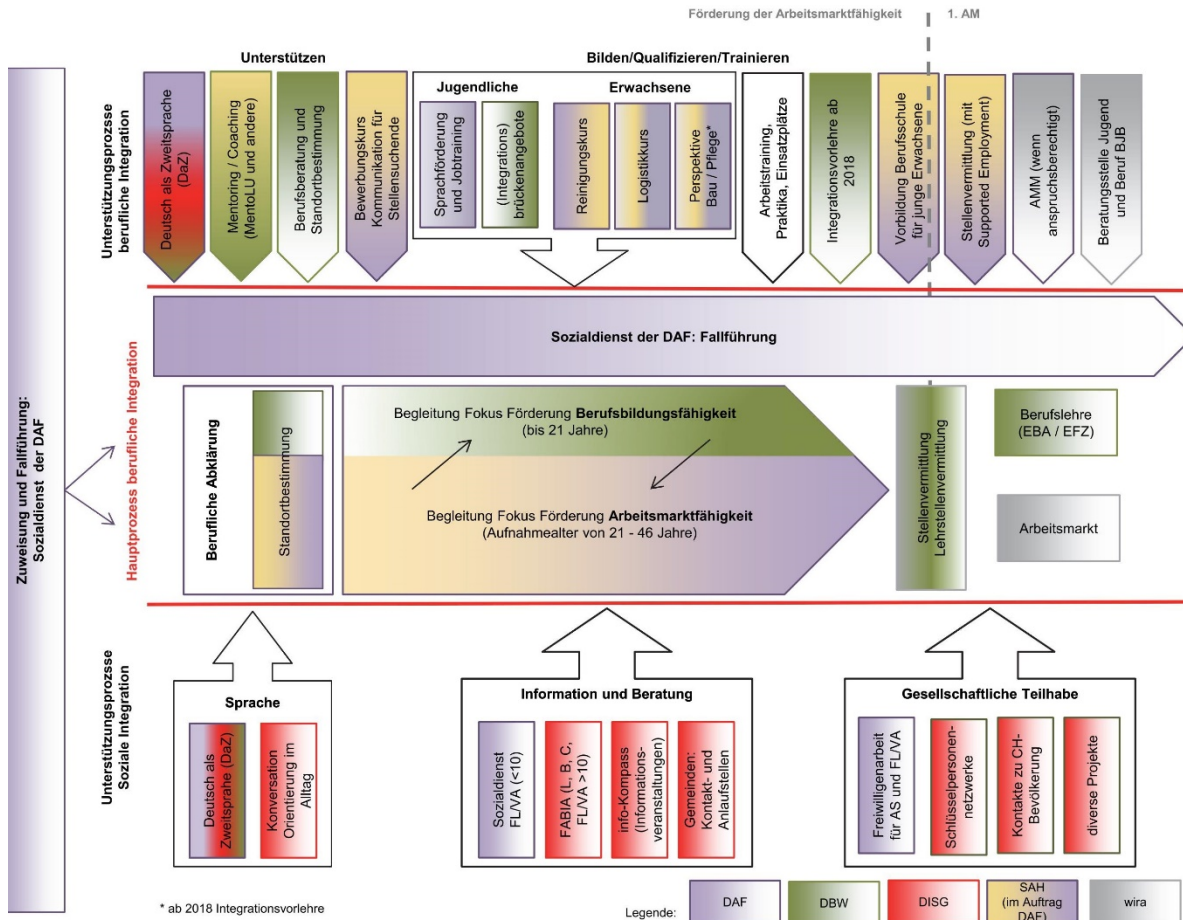 Förderung der Arbeitsmarktfähigkeit
1. AM
Unterstützen
Bilden/Qualifizieren/Trainieren
Zuweisung und Fallführung:
Sozialdienst der DAF
Unterstützungsprozsse
berufliche Integration
Deutsch als Zweitsprache
(DaZ)
Mentoring / Coaching
(MentoLU und andere)
Berufsberatung und
Standortbestimmung
Bewerbungskurs
Kommunikation für
Stellensuchende
Jugendliche
Sprachförderung
und Jobtraining
(Integrations)
brückenangebote
Erwachsene
Reinigungskurs
Logistikkurs
Perspektive
Bau / Pflege*
Arbeitstraining,
Praktika, Einsatzplätze
Integrationsvorlehre ab
2018
Vorbildung Berufsschule
für junge Erwachsene
Stellenvermittlung (mit
Supported Employment)
AMM (wenn
anspruchsberechtigt)
Beratungsstelle Jugend
und Beruf BJB
Hauptprozess berufliche Integration
Sozialdienst der DAF: Fallführung
Berufliche Abklärung
Standortbestimmung
Begleitung Fokus Förderung Berufsbildungsfähigkeit
(bis 21 Jahre)
Begleitung Fokus Förderung Arbeitsmarktfähigkeit
(Aufnahmealter von 21 - 46 Jahre)
Stellenvermittlung
Lehrstellenvermittlung
Berufslehre
(EBA / EFZ)
Arbeitsmarkt
Unterstützungsprozesse
Soziale Integration
Sprache
Deutsch als
Zweitsprahe (DaZ)
Konversation
Orientierung im
Alltag
Information und Beratung
Sozialdienst
FL/VA (<10)
FABIA (L, B, C,
FL/VA >10)
info-Kompass
(Informations-
veranstaltungen)
Gemeinden:
Kontakt- und
Anlaufstellen
Gesellschaftliche Teilhabe
Freiwilligenarbeit
für AS und FL/VA
Schlüsselpersonen-
netzwerke
Kontakte zu CH-
Bevölkerung
diverse Projekte
* ab 2018 Integrationsvorlehre
Legende:
DAF
DBW
DISG
SAH
(im Auftrag
DAF)
wira